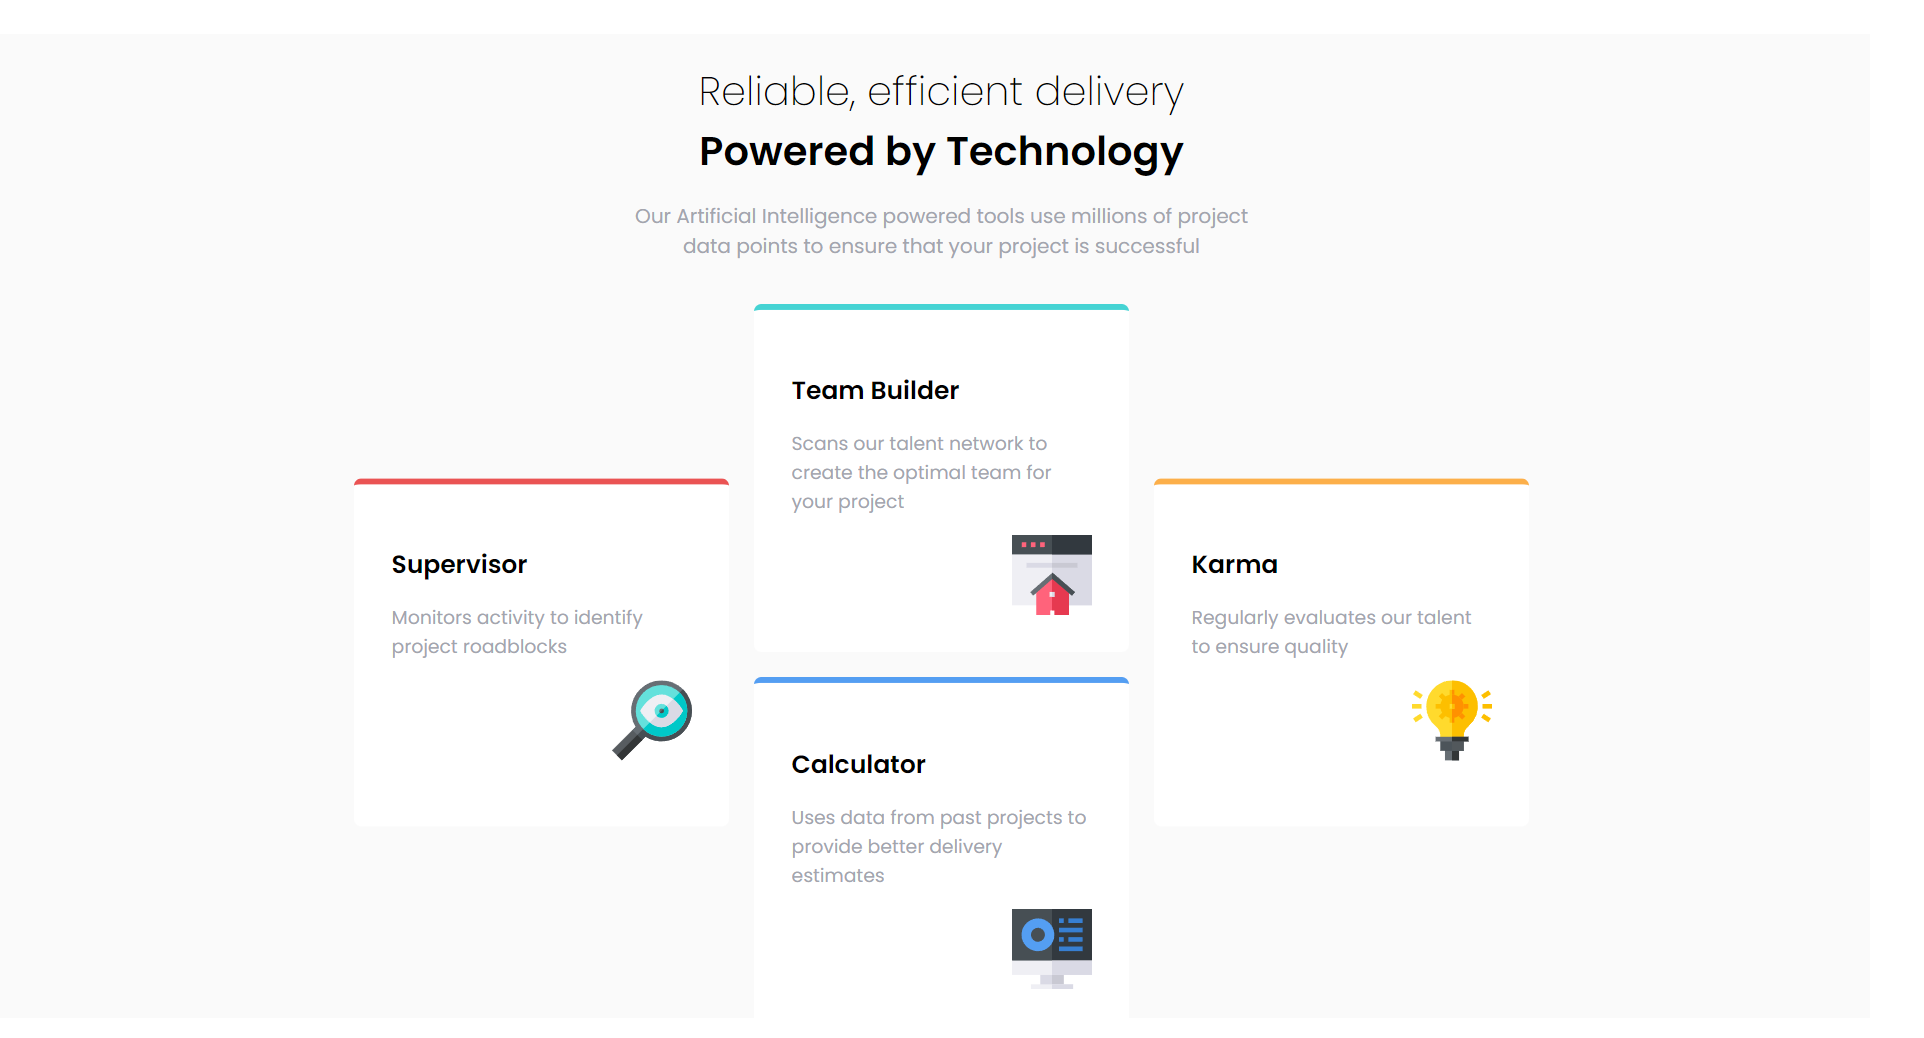 Reliable, efficient delivery
Powered by Technology
Our Artificial Intelligence powered tools use millions of project
data points to ensure that your project is successful
Team Builder
Scans our talent network to
create the optimal team for
your project
Supervisor
Monitors activity to identify
project roadblocks
Karma
Regularly evaluates our talent
to ensure quality
Calculator
Uses data from past projects to
provide better delivery
estimates